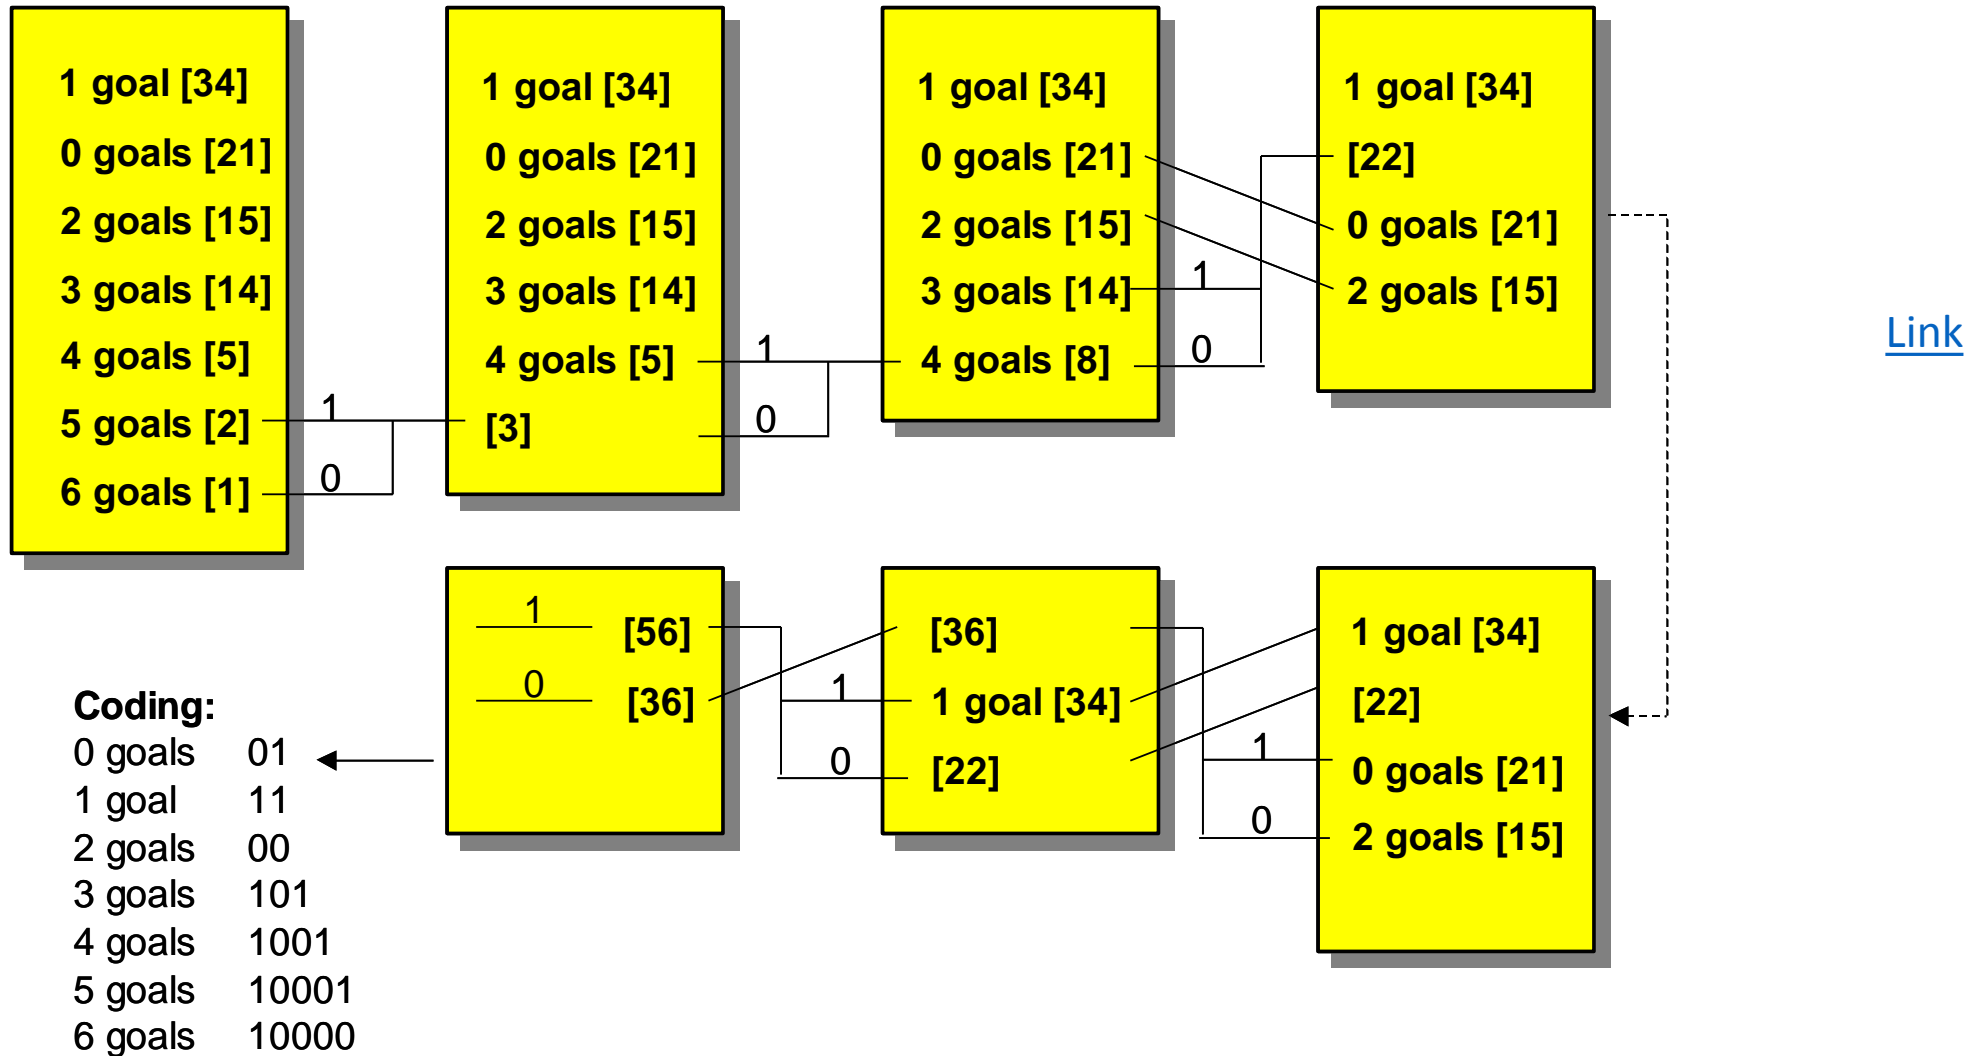 1 goal [34]
0 goals [21]
2 goals [15]
3 goals [14]
4 goals [5]
5 goals [2]
6 goals [1]
1
0
1 goal [34]
0 goals [21]
2 goals [15]
3 goals [14]
4 goals [5]
[3]
1
0
1 goal [34]
0 goals [21]
2 goals [15]
3 goals [14]
4 goals [8]
1
0
1 goal [34]
[22]
0 goals [21]
2 goals [15]
Link
1 [56]
0 [36]
1
0
[36]
1 goal [34]
[22]
1
0
1 goal [34]
[22]
0 goals [21]
2 goals [15]
Coding:
0 goals 01
1 goal 11
2 goals 00
3 goals 101
4 goals 1001
5 goals 10001
6 goals 10000